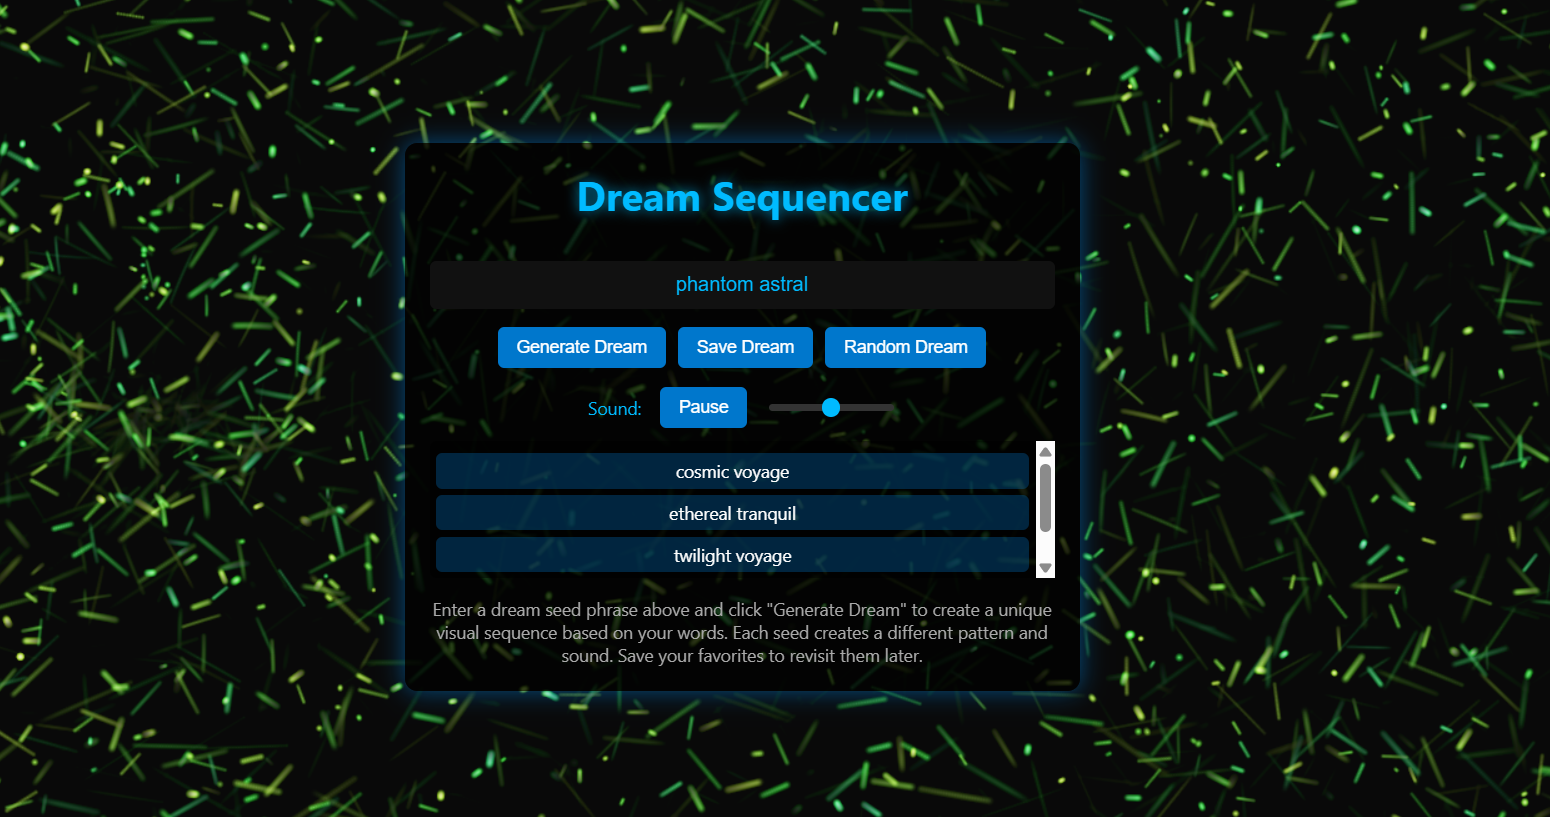 Dream Sequencer
phantom astral
Generate Dream Save Dream Random Dream
Sound: Pause
cosmic voyage
ethereal tranquil
twilight voyage
Enter a dream seed phrase above and click "Generate Dream" to create a unique
visual sequence based on your words. Each seed creates a different pattern and
sound. Save your favorites to revisit them later.